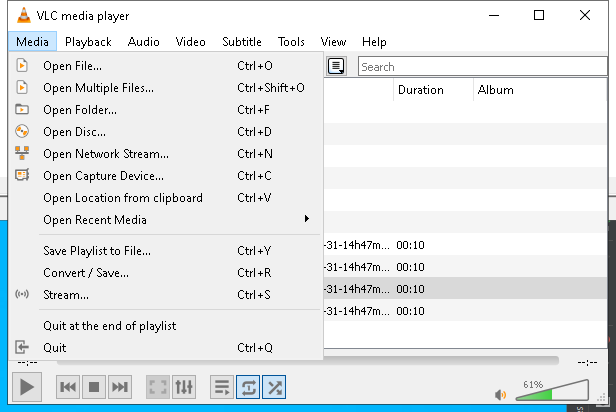 VLC media player
Media Playback Audio Video Subtitle Tools View Help
Open File... Ctrl+O
Open Multiple Files... Ctrl+Shift+O
Open Folder... Ctrl+F
Open Disc... Ctrl+D
Open Network Stream... Ctrl+N
Open Capture Device... Ctrl+C
Open Location from clipboard Ctrl+V
Open Recent Media
Save Playlist to File... Ctrl+Y
Convert / Save... Ctrl+R
Stream... Ctrl+S
Quit at the end of playlist
Quit Ctrl+Q
Search
Duration Album
-31-14h47m... 00:10
-31-14h47m... 00:10
-31-14h47m... 00:10
-31-14h47m... 00:10
--:-- --:--
61%